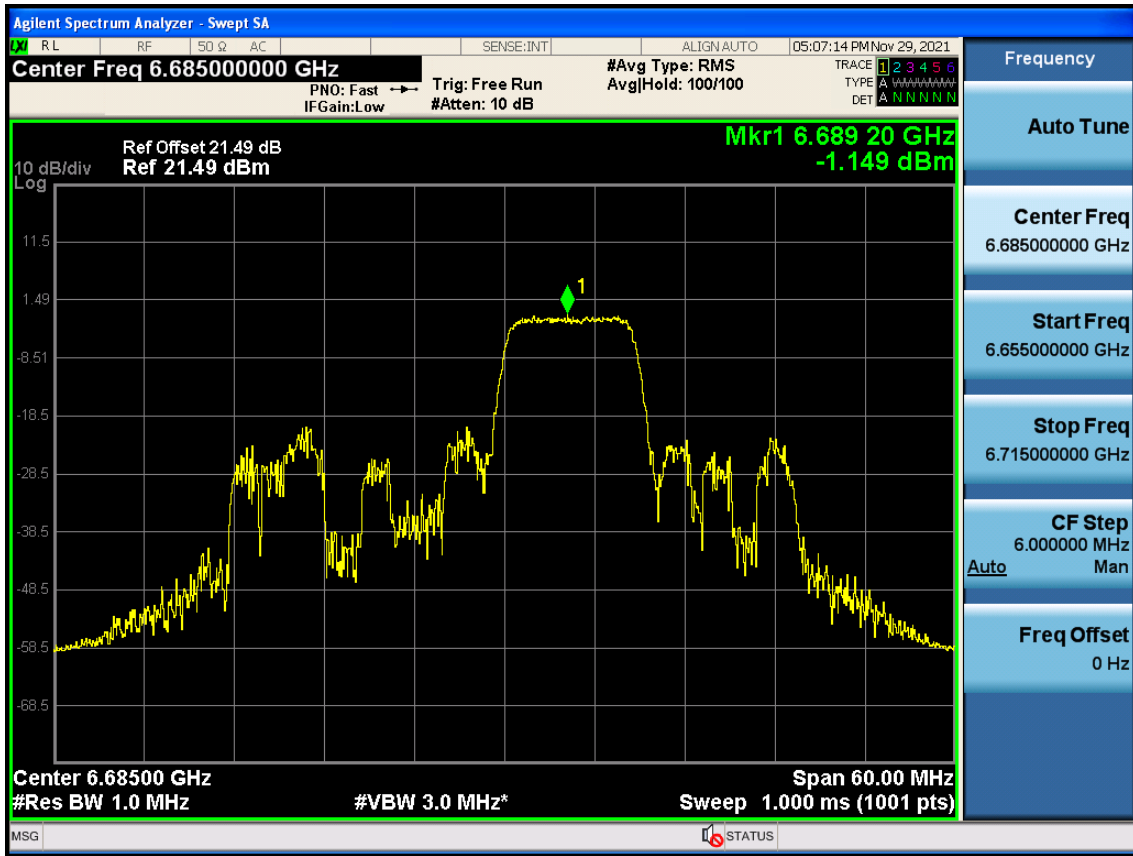 Agilent Spectrum Analyzer - Swept SA
LXI RL RF 50 Ω AC SENSE:INT ALIGN AUTO 05:07:14 PM Nov 29, 2021
Center Freq 6.685000000 GHz
PNO: Fast
IFGain:Low
Trig: Free Run
#Atten: 10 dB
#Avg Type: RMS
Avg|Hold: 100/100
TRACE 1 2 3 4 5 6
TYPE A WWWWW
DET A N N N N N
Mkr1 6.689 20 GHz
-1.149 dBm
Ref Offset 21.49 dB
10 dB/div Ref 21.49 dBm
Log
11.5
1.49
-8.51
-18.5
-28.5
-38.5
-48.5
-58.5
-68.5
1
Center 6.68500 GHz Span 60.00 MHz
#Res BW 1.0 MHz #VBW 3.0 MHz* Sweep 1.000 ms (1001 pts)
MSG STATUS
Frequency
Auto Tune
Center Freq
6.685000000 GHz
Start Freq
6.655000000 GHz
Stop Freq
6.715000000 GHz
CF Step
6.000000 MHz
Auto Man
Freq Offset
0 Hz